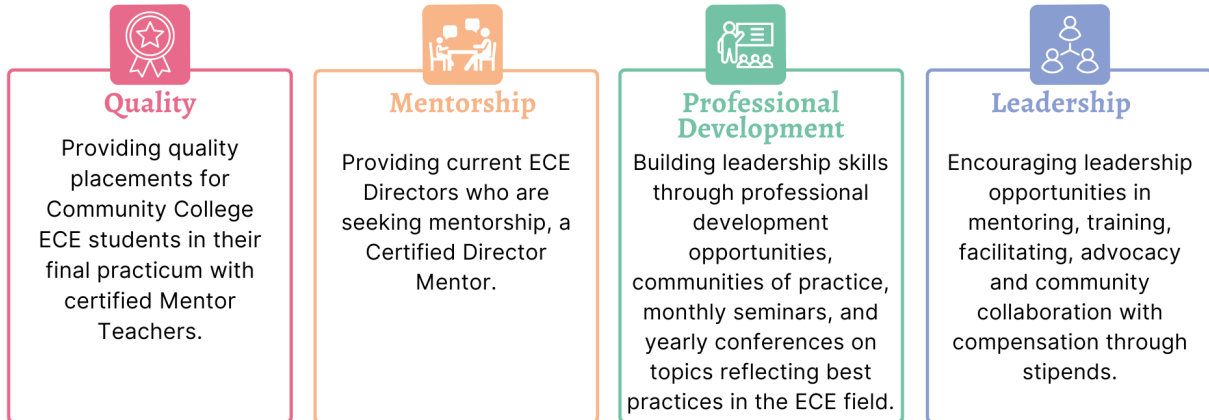 Quality
Providing quality
placements for
Community College
ECE students in their
final practicum with
certified Mentor
Teachers.
Mentorship
Providing current ECE
Directors who are
seeking mentorship, a
Certified Director
Mentor.
Professional
Development
Building leadership skills
through professional
development
opportunities,
communities of practice,
monthly seminars, and
yearly conferences on
topics reflecting best
practices in the ECE field.
Leadership
Encouraging leadership
opportunities in
mentoring, training,
facilitating, advocacy
and community
collaboration with
compensation through
stipends.